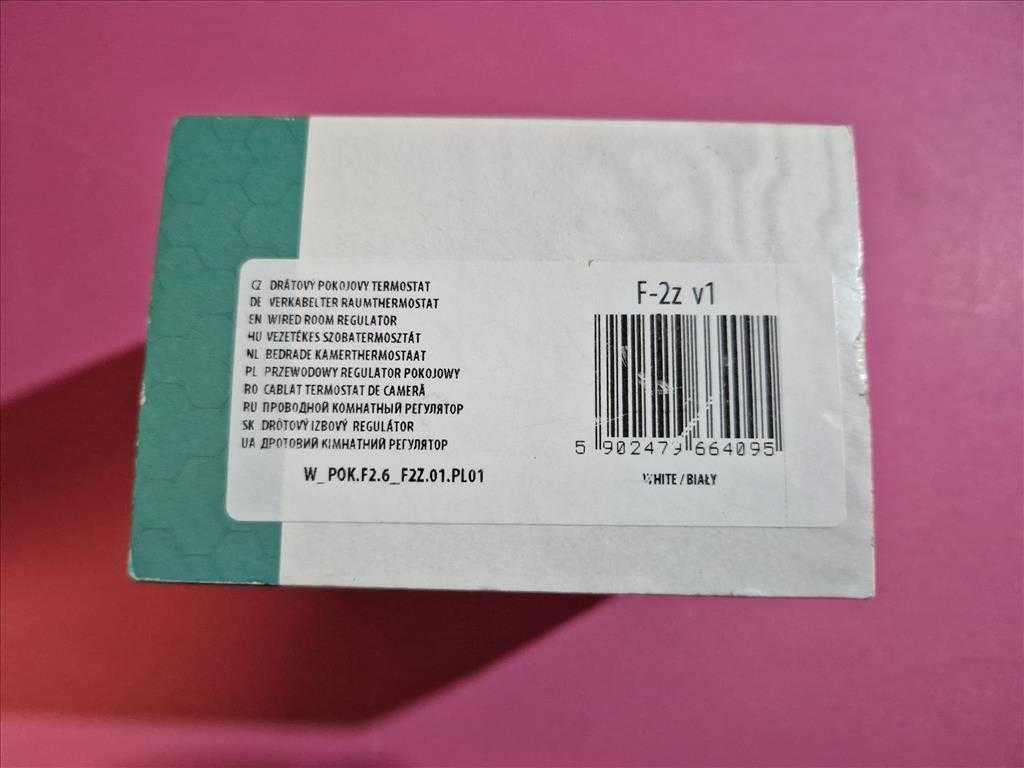 CZ DRÁTOVÝ POKOJOVÝ TERMOSTAT
DE VERKABELTER RAUMTHERMOSTAT
EN WIRED ROOM REGULATOR
HU VEZETÉKES SZOBATERMOSZTÁT
NL BEDRADE KAMERTHERMOSTAAT
PL PRZEWODOWY REGULATOR POKOJOWY
RO CABLAT TERMOSTAT DE CAMERĂ
RU ПРОВОДНОЙ КОМНАТНЫЙ РЕГУЛЯТОР
SK DRÔTOVÝ IZBOVÝ REGULÁTOR
UA ДРОТОВИЙ КІМНАТНИЙ РЕГУЛЯТОР
W_POK.F2.6_F2Z.01.PL01
F-2z v1
5 902479 664095
WHITE / BIAŁY